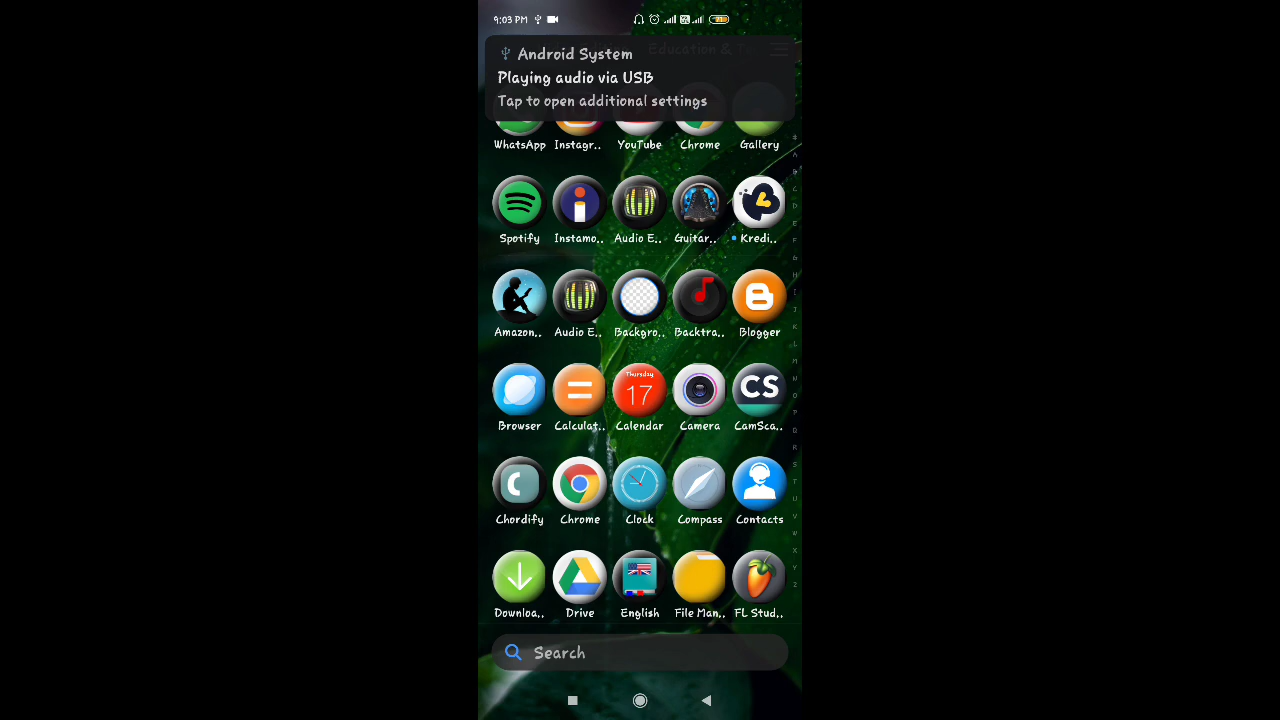 9:03 PM
71
Education & T
Android System
Playing audio via USB
Tap to open additional settings
WhatsApp Instagr.. YouTube Chrome Gallery
Spotify Instamo.. Audio E.. Guitar.. Kredi..
Amazon.. Audio E.. Backgro.. Backtra.. Blogger
Thursday
17
CS
Browser Calculat.. Calendar Camera CamSca..
Chordify Chrome Clock Compass Contacts
Downloa.. Drive English File Man.. FL Stud..
Search
#
A
B
C
D
E
F
G
H
I
J
K
L
M
N
O
P
Q
R
S
T
U
V
W
X
Y
Z